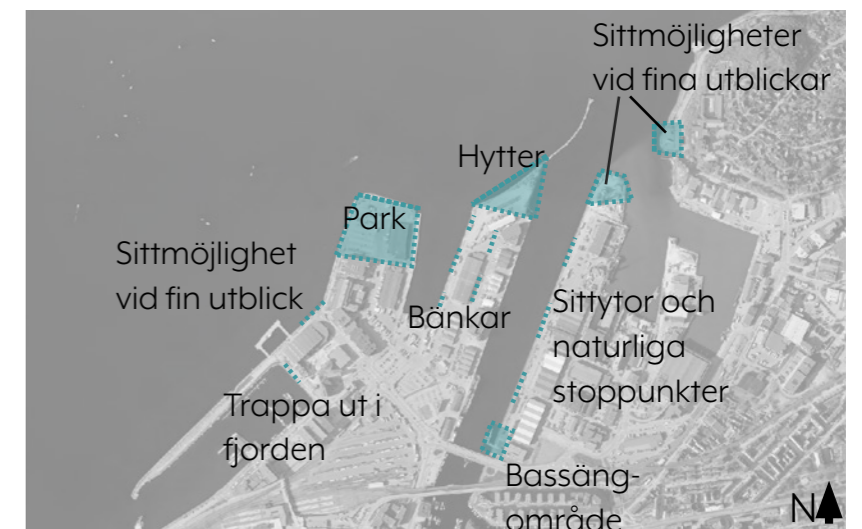 Sittmöjligheter
vid fina utblickar
Hytter
Park
Sittmöjlighet
vid fin utblick
Bänkar
Sittytor och
naturliga
stoppunkter
Trappa ut i
fjorden
Bassäng-
område
N